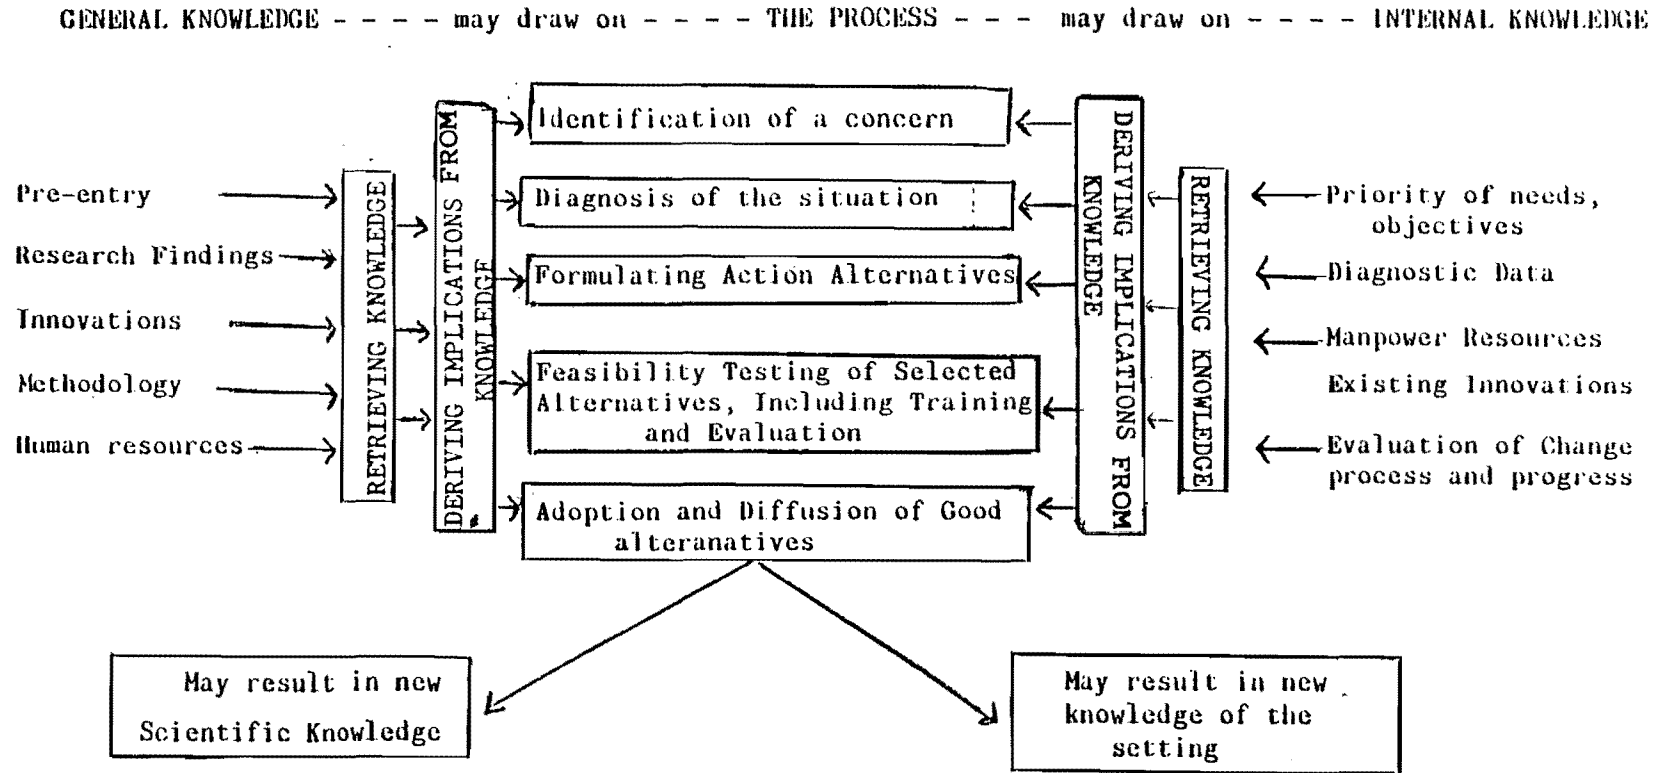 GENERAL KNOWLEDGE - - - - may draw on - - - - THE PROCESS - - - may draw on - - - - INTERNAL KNOWLEDGE
Pre-entry
Research Findings
Innovations
Methodology
Human resources
RETRIEVING KNOWLEDGE
DERIVING IMPLICATIONS FROM
KNOWLEDGE
Identification of a concern
Diagnosis of the situation
Formulating Action Alternatives
Feasibility Testing of Selected
Alternatives, Including Training
and Evaluation
Adoption and Diffusion of Good
alteranatives
DERIVING IMPLICATIONS FROM
KNOWLEDGE
RETRIEVING KNOWLEDGE
Priority of needs,
objectives
Diagnostic Data
Manpower Resources
Existing Innovations
Evaluation of Change
process and progress
May result in new
Scientific Knowledge
May result in new
knowledge of the
setting